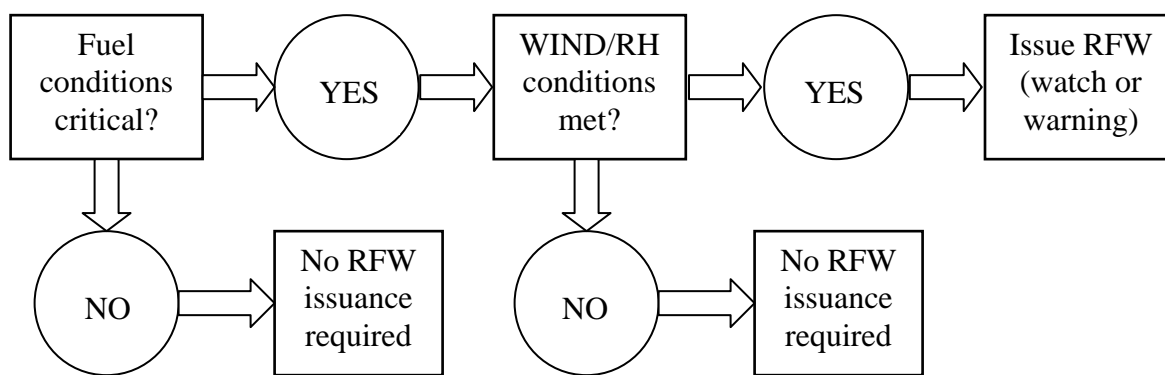 Fuel
conditions
critical?
YES
WIND/RH
conditions
met?
YES
Issue RFW
(watch or
warning)
NO
No RFW
issuance
required
NO
No RFW
issuance
required